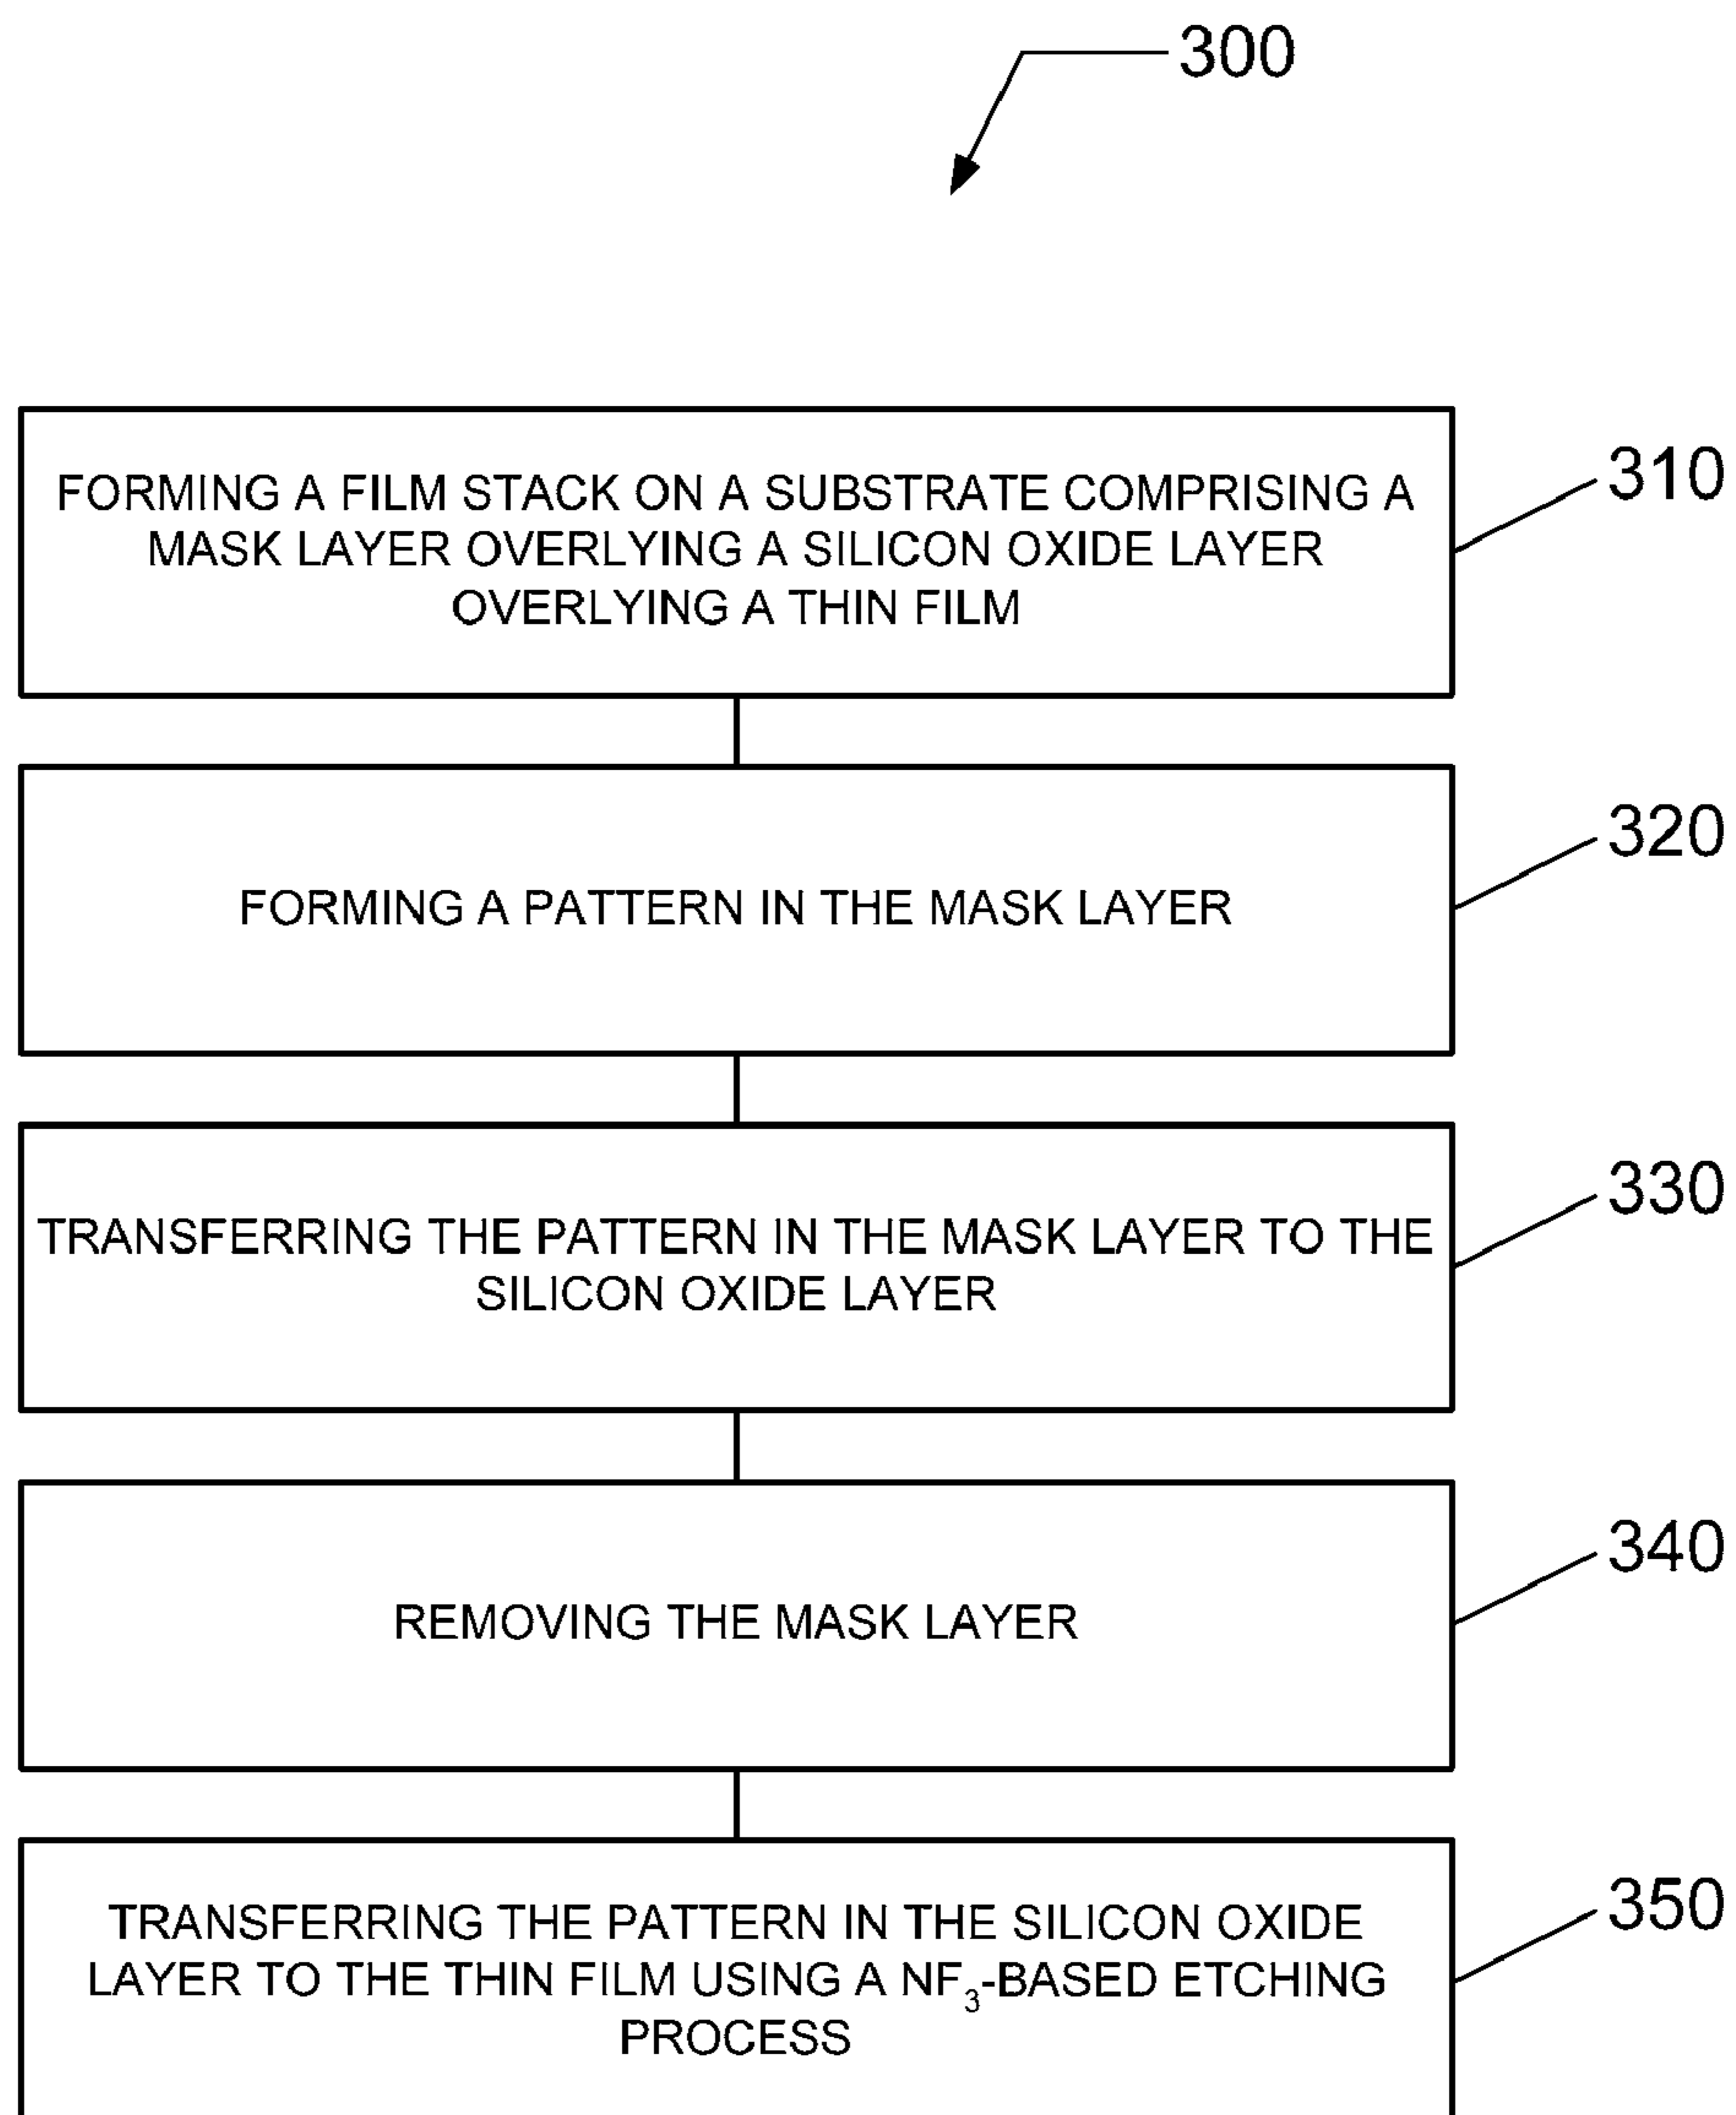 300
FORMING A FILM STACK ON A SUBSTRATE COMPRISING A
MASK LAYER OVERLYING A SILICON OXIDE LAYER
OVERLYING A THIN FILM
310
FORMING A PATTERN IN THE MASK LAYER
320
TRANSFERRING THE PATTERN IN THE MASK LAYER TO THE
SILICON OXIDE LAYER
330
REMOVING THE MASK LAYER
340
TRANSFERRING THE PATTERN IN THE SILICON OXIDE
LAYER TO THE THIN FILM USING A NF₃-BASED ETCHING
PROCESS
350